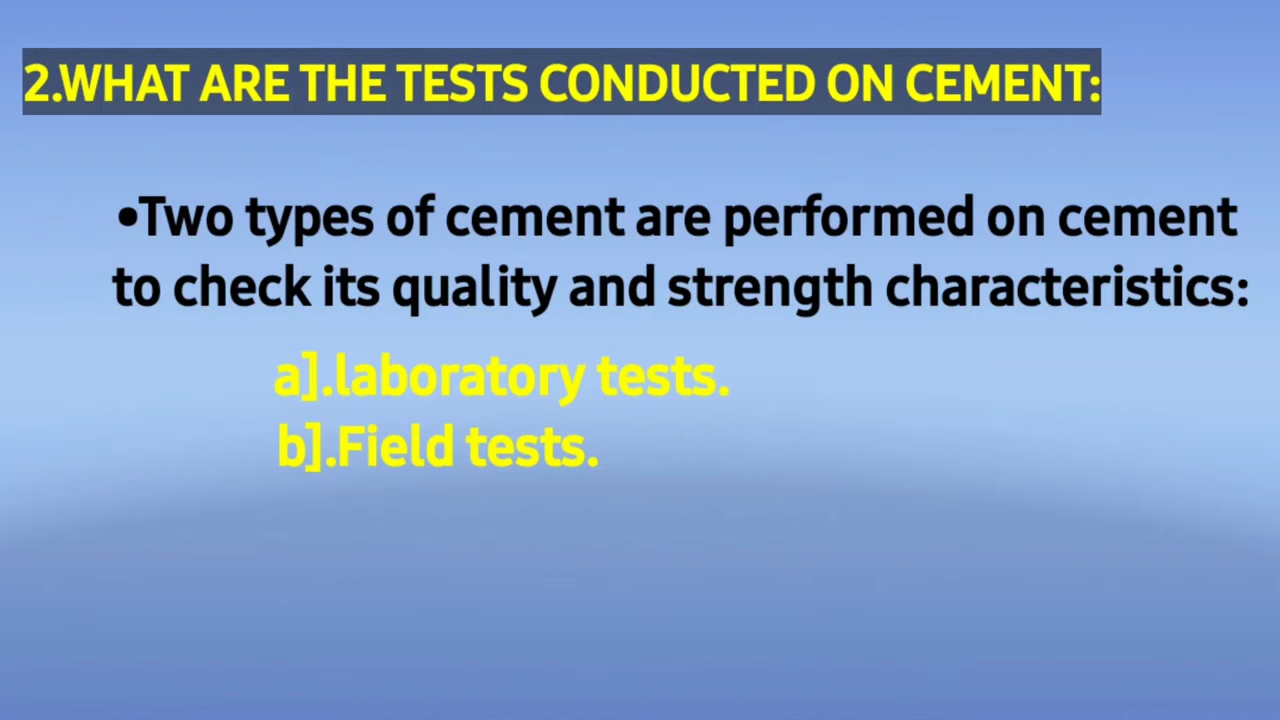 2.WHAT ARE THE TESTS CONDUCTED ON CEMENT:
•Two types of cement are performed on cement
to check its quality and strength characteristics:
a].laboratory tests.
b].Field tests.